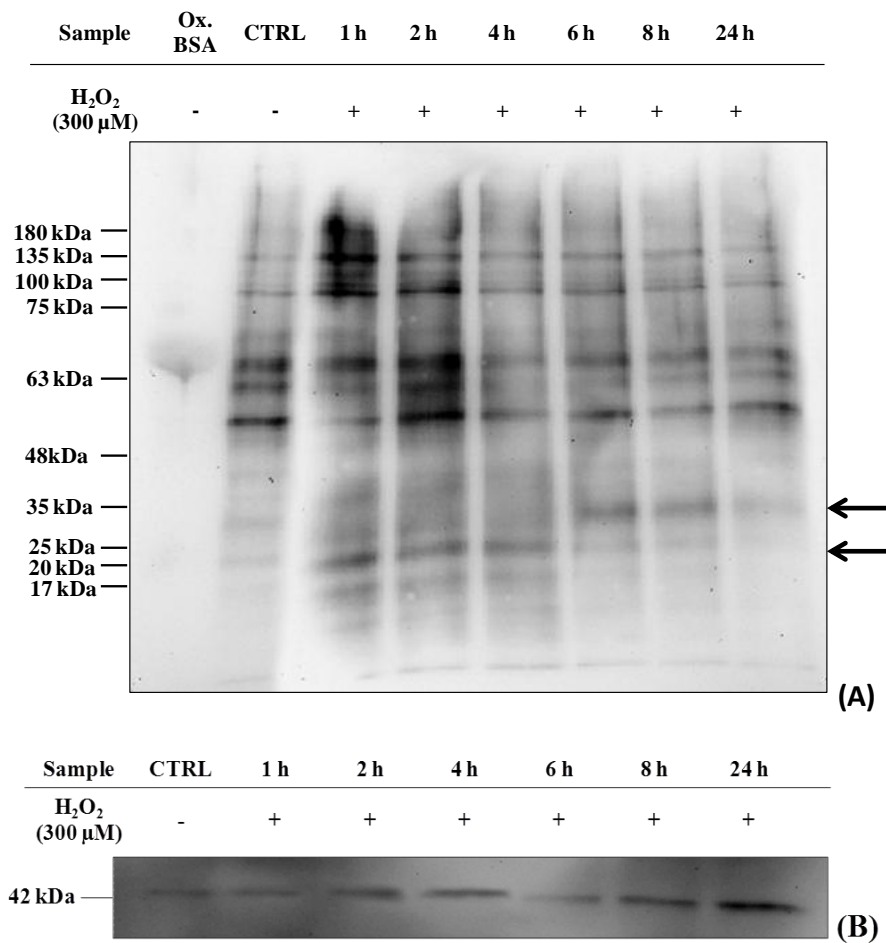 Sample Ox. BSA CTRL 1 h 2 h 4 h 6 h 8 h 24 h
H₂O₂ (300 µM) - - + + + + + +
180 kDa
135 kDa
100 kDa
75 kDa
63 kDa
48kDa
35 kDa
25 kDa
20 kDa
17 kDa
(A)
Sample CTRL 1 h 2 h 4 h 6 h 8 h 24 h
H₂O₂ (300 µM) - + + + + + +
42 kDa
(B)